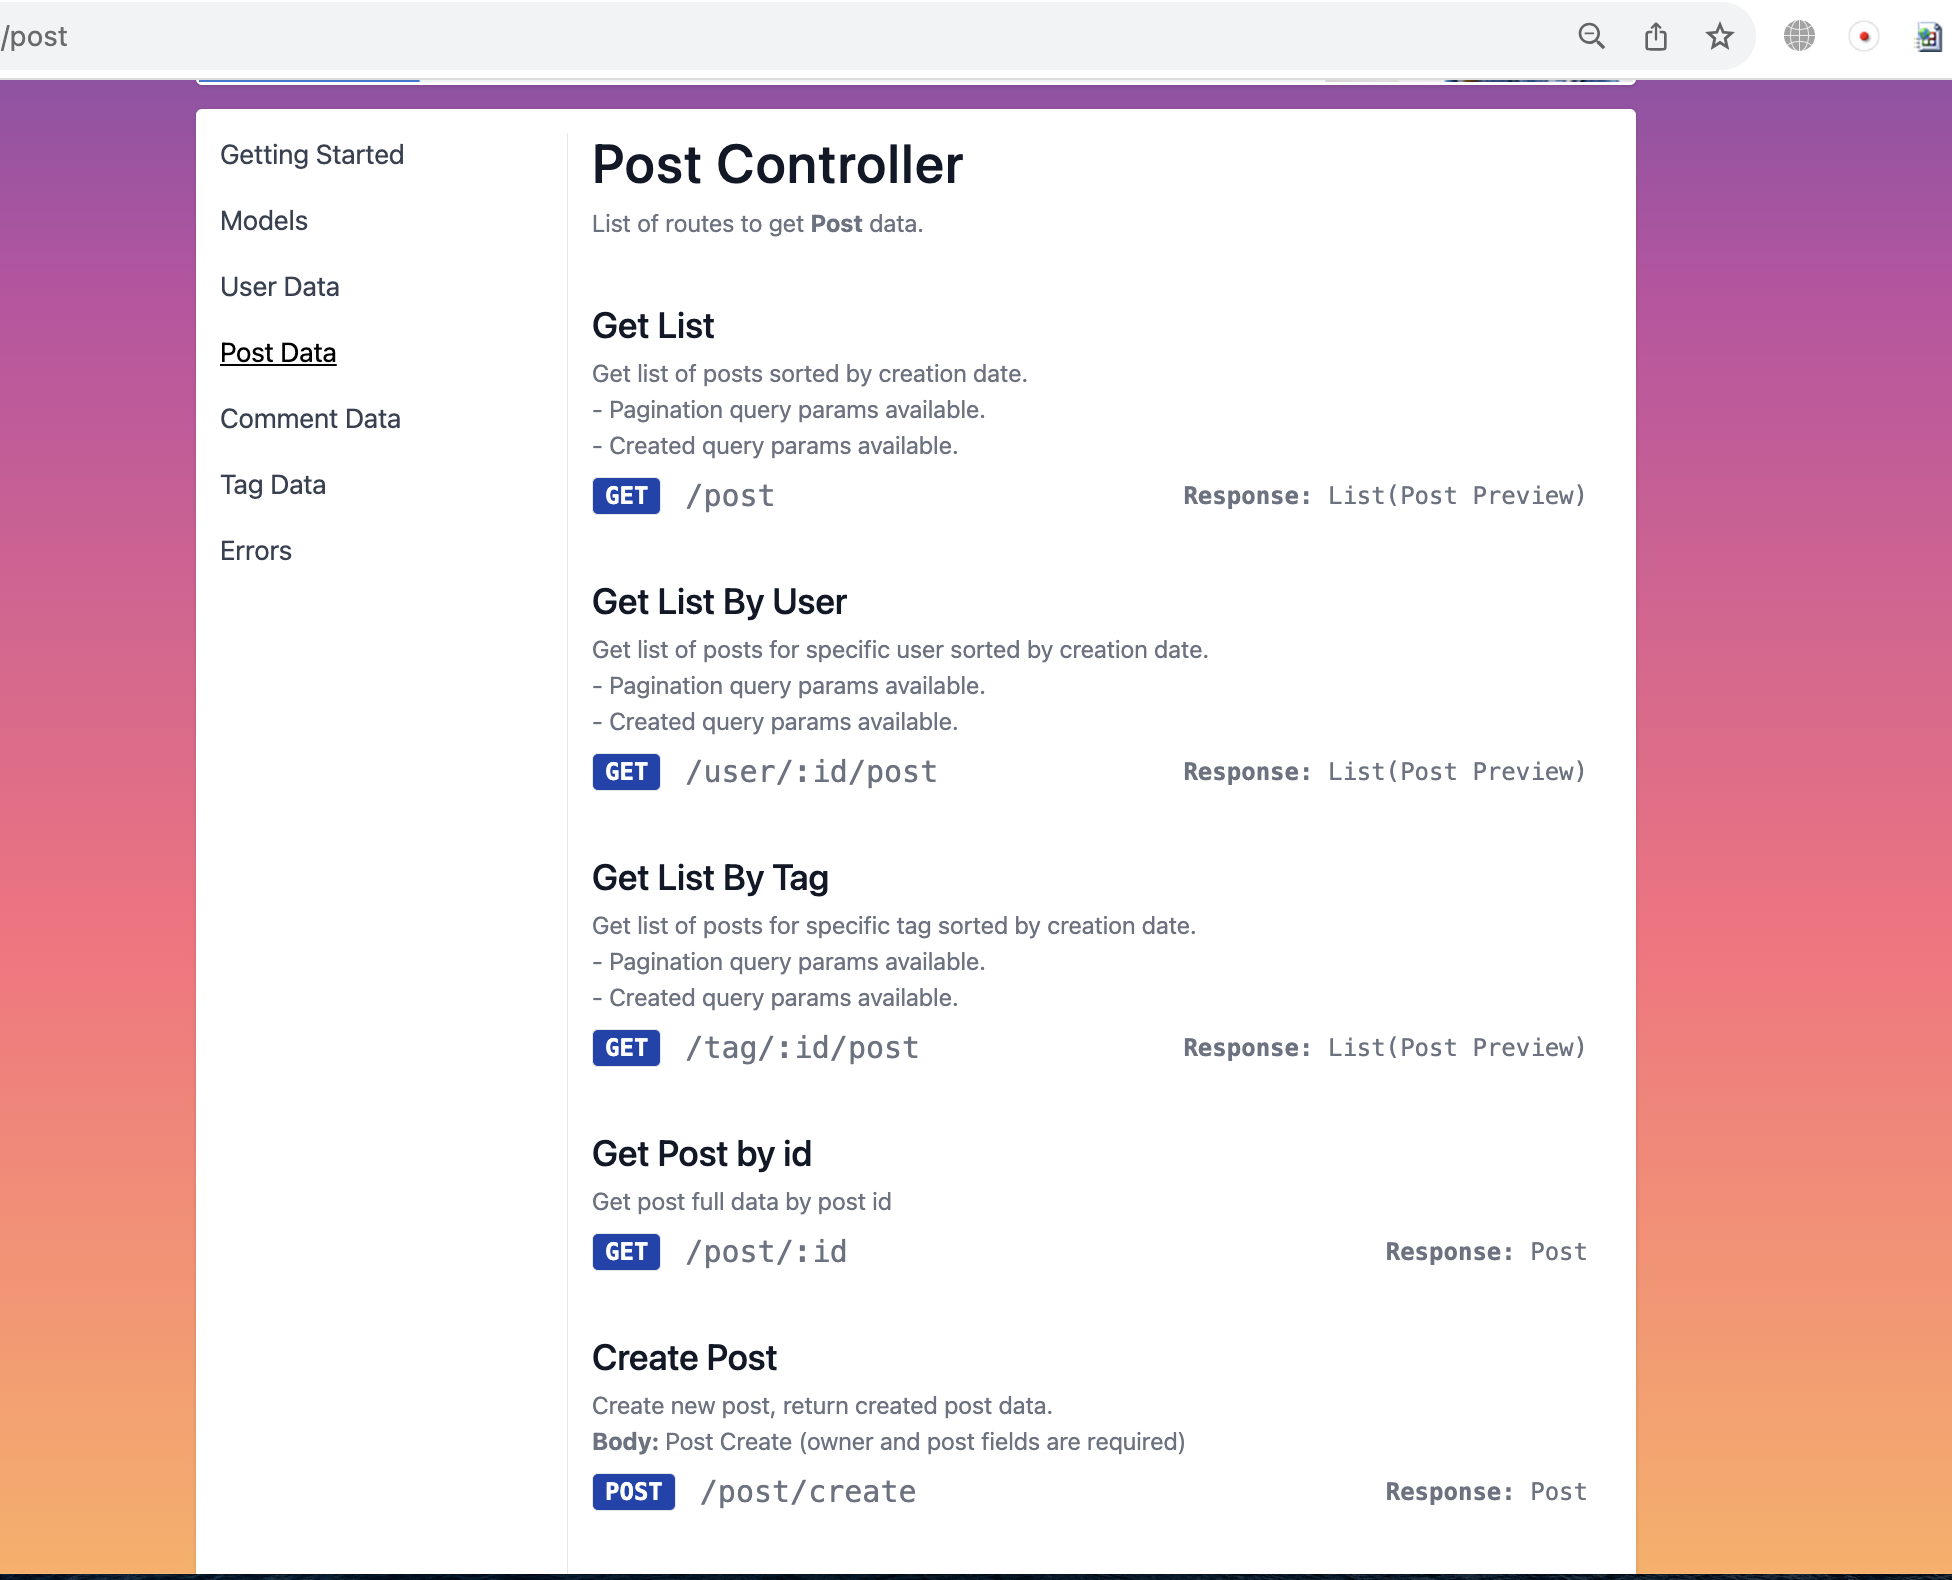 /post
Getting Started
Models
User Data
Post Data
Comment Data
Tag Data
Errors
Post Controller
List of routes to get Post data.
Get List
Get list of posts sorted by creation date.
- Pagination query params available.
- Created query params available.
GET /post Response: List(Post Preview)
Get List By User
Get list of posts for specific user sorted by creation date.
- Pagination query params available.
- Created query params available.
GET /user/:id/post Response: List(Post Preview)
Get List By Tag
Get list of posts for specific tag sorted by creation date.
- Pagination query params available.
- Created query params available.
GET /tag/:id/post Response: List(Post Preview)
Get Post by id
Get post full data by post id
GET /post/:id Response: Post
Create Post
Create new post, return created post data.
Body: Post Create (owner and post fields are required)
POST /post/create Response: Post